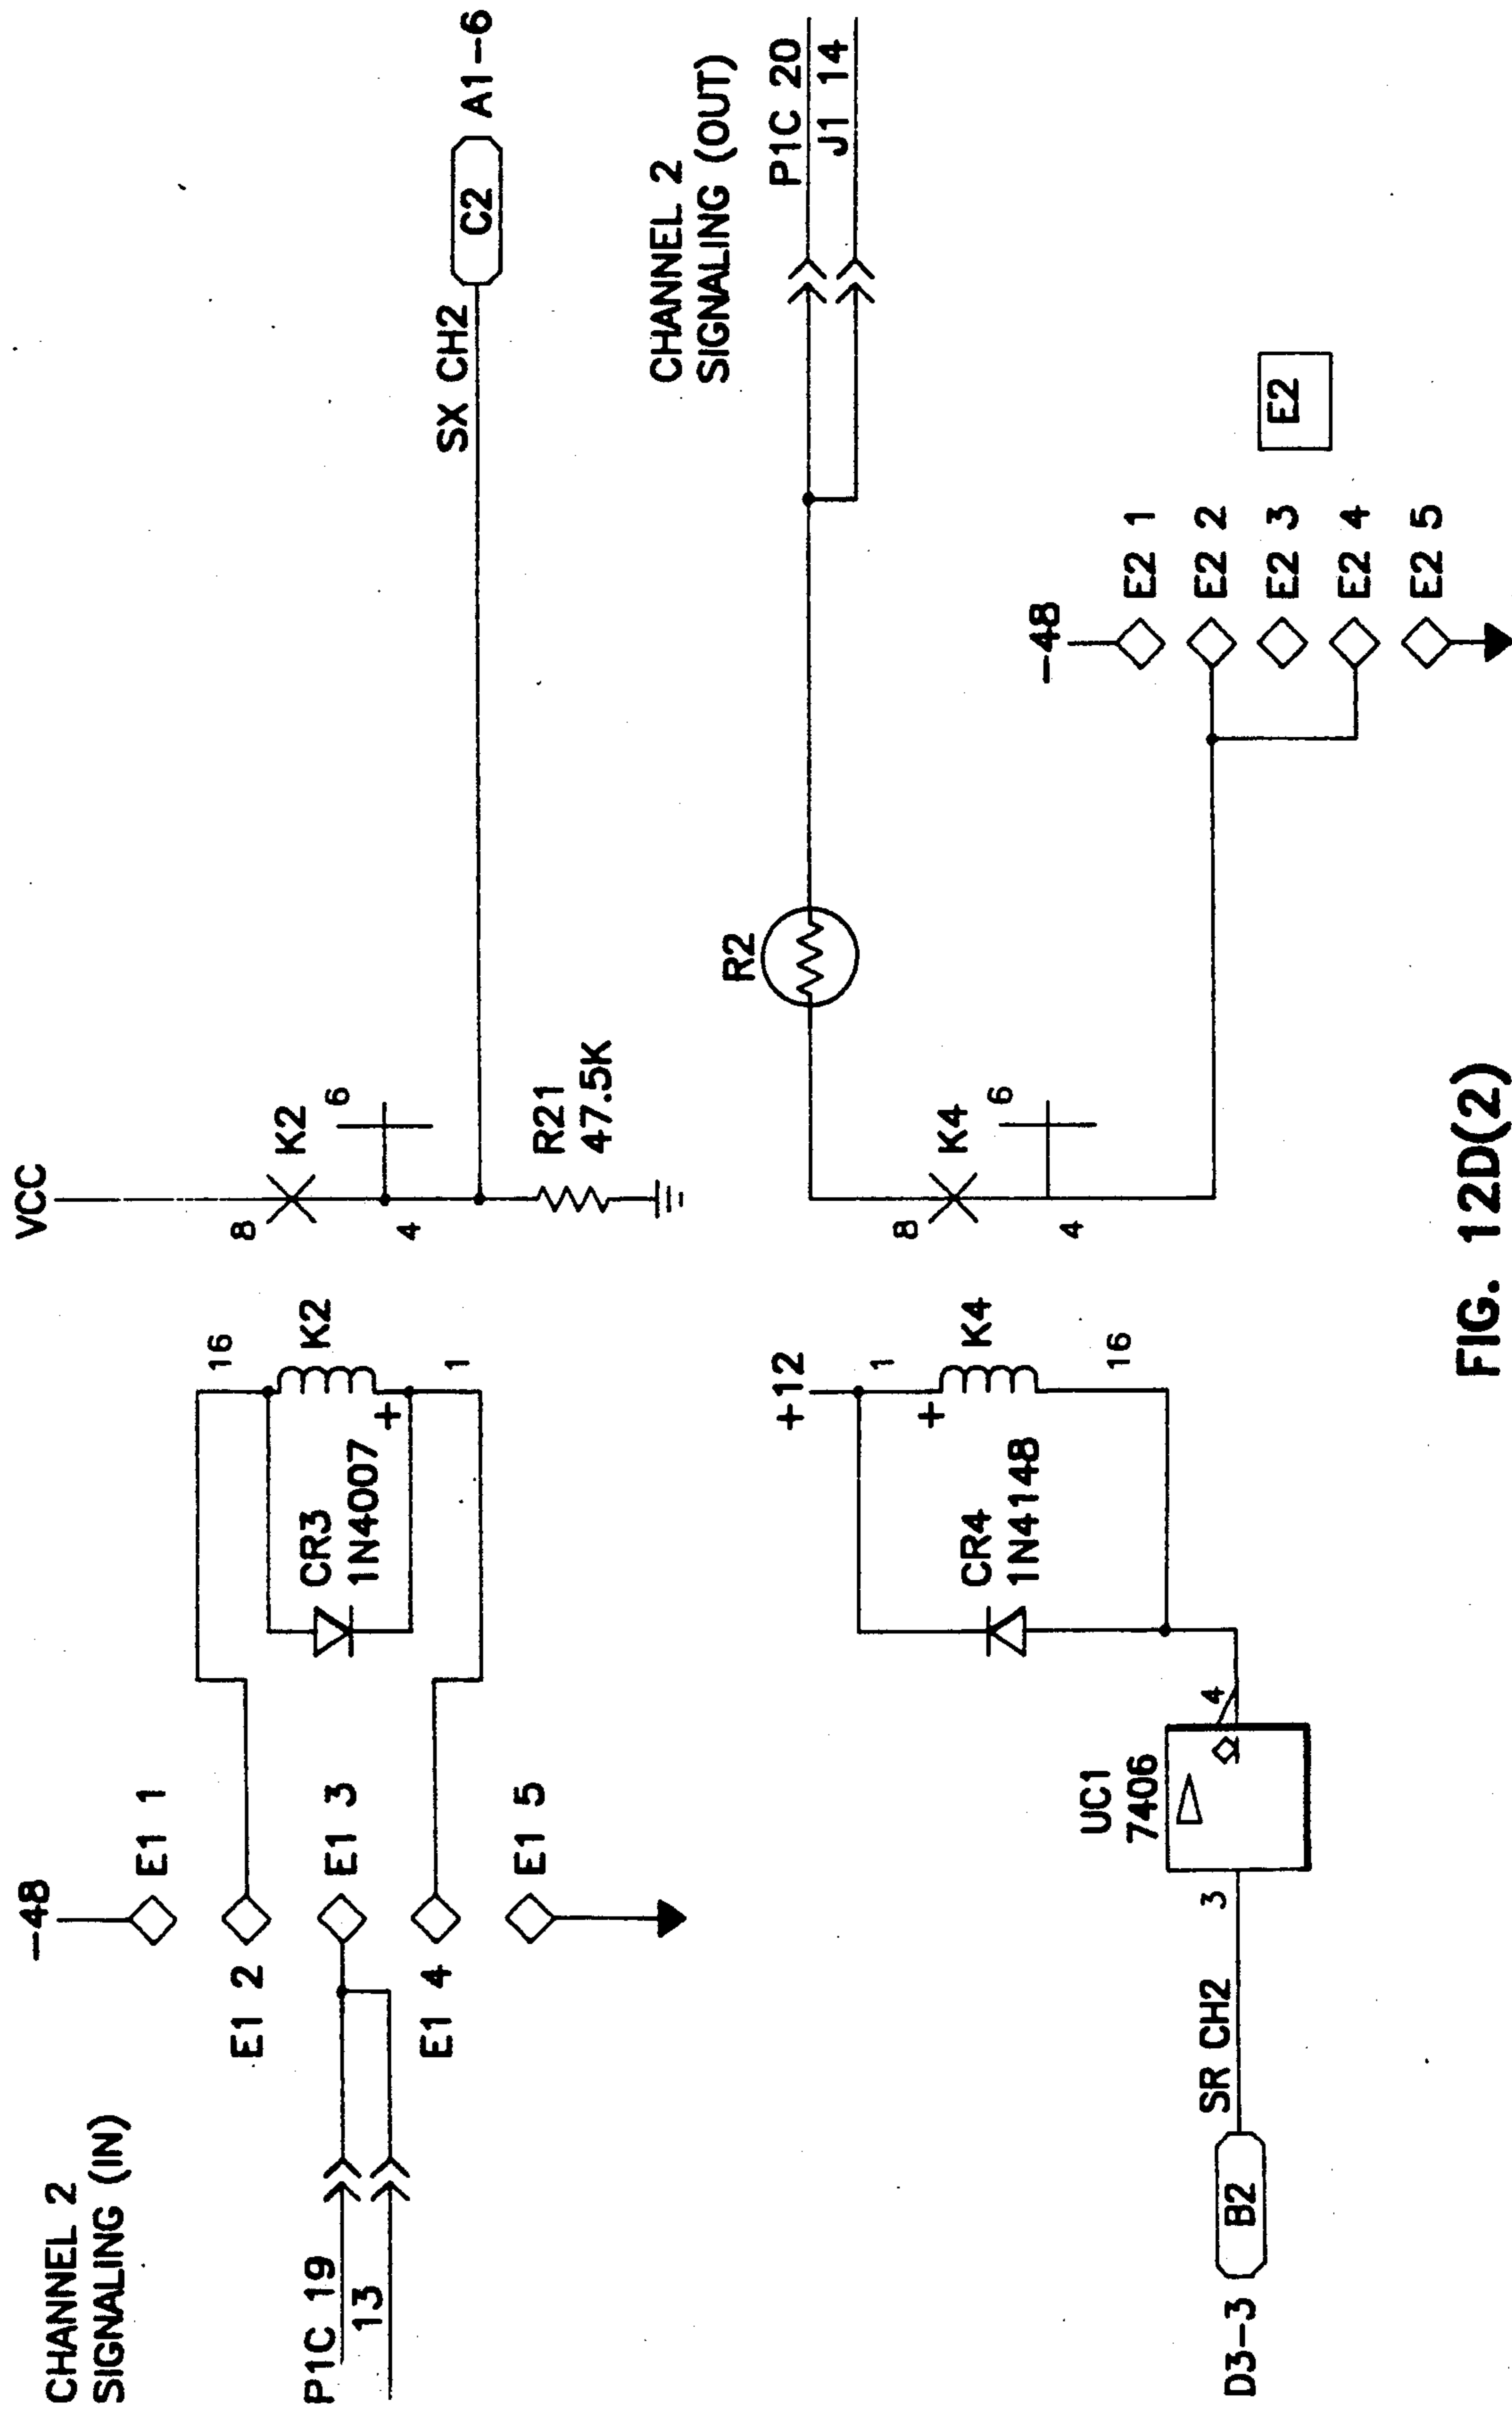 CHANNEL 2
SIGNALING (IN)
P1C 19
13
-48
E1 1
E1 2
E1 3
E1 4
E1 5
16
K2
1
+
CR3
1N4007
VCC
8
K2
6
4
R21
47.5K
SX CH2
C2
A1-6
D3-3
B2
SR CH2
3
UC1
7406
4
CR4
1N4148
+12
1
+
K4
16
8
K4
6
4
R2
CHANNEL 2
SIGNALING (OUT)
P1C 20
J1 14
-48
E2 1
E2 2
E2 3
E2 4
E2 5
E2
FIG. 12D(2)